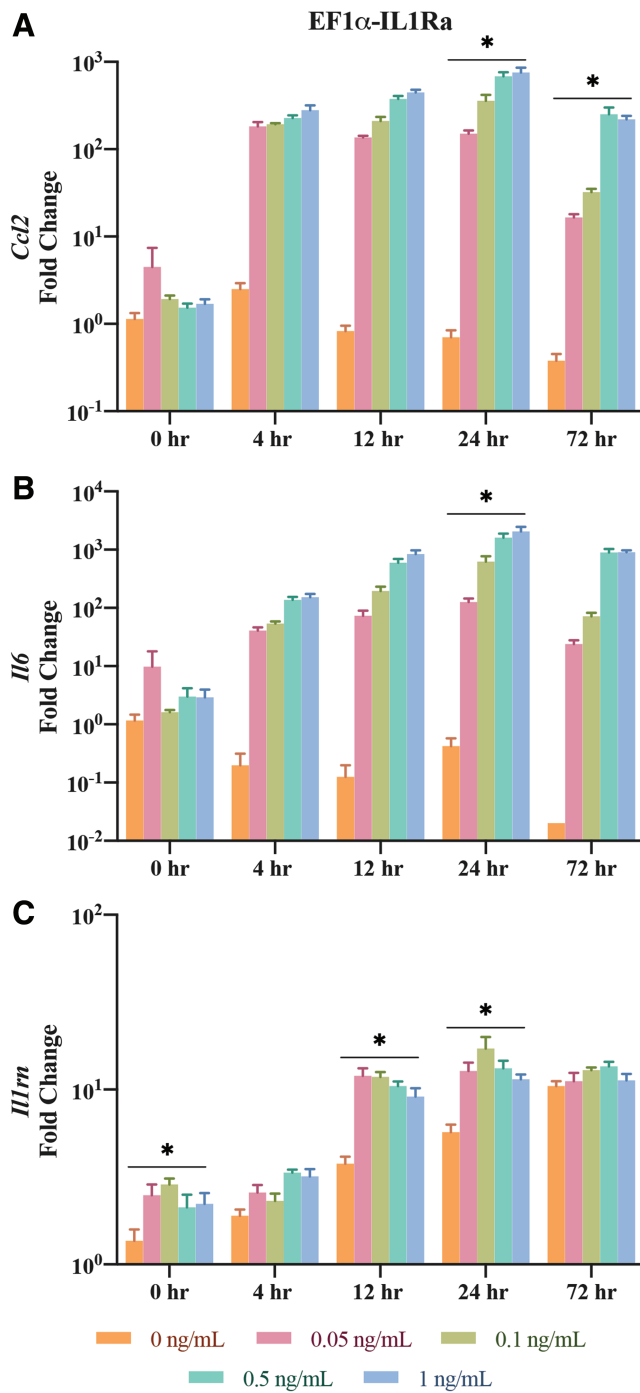 A
EF1α-IL1Ra
Ccl2
Fold Change
10³
10²
10¹
10⁰
10⁻¹
*
*
0 hr 4 hr 12 hr 24 hr 72 hr
B
Il6
Fold Change
10⁴
10³
10²
10¹
10⁰
10⁻¹
10⁻²
*
0 hr 4 hr 12 hr 24 hr 72 hr
C
Il1rn
Fold Change
10²
10¹
10⁰
*
*
*
0 hr 4 hr 12 hr 24 hr 72 hr
0 ng/mL 0.05 ng/mL 0.1 ng/mL
0.5 ng/mL 1 ng/mL